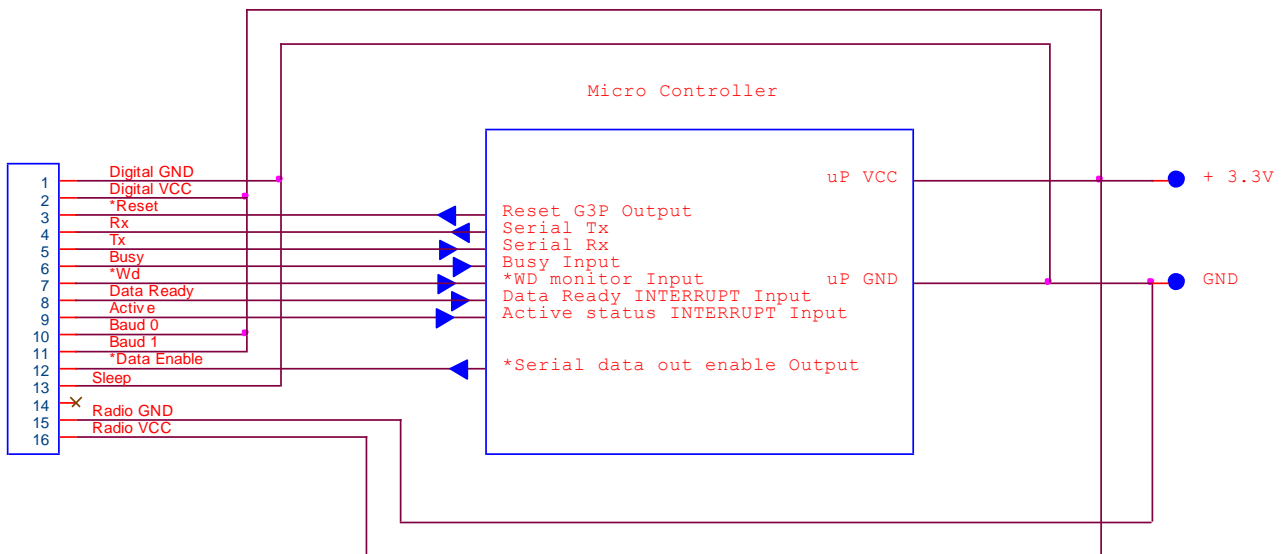 Micro Controller
1 Digital GND
2 Digital VCC
3 *Reset
4 Rx
5 Tx
6 Busy
7 *Wd
8 Data Ready
9 Active
10 Baud 0
11 Baud 1
12 *Data Enable
13 Sleep
14
15 Radio GND
16 Radio VCC
Reset G3P Output
Serial Tx
Serial Rx
Busy Input
*WD monitor Input
Data Ready INTERRUPT Input
Active status INTERRUPT Input
*Serial data out enable Output
uP VCC
uP GND
+ 3.3V
GND